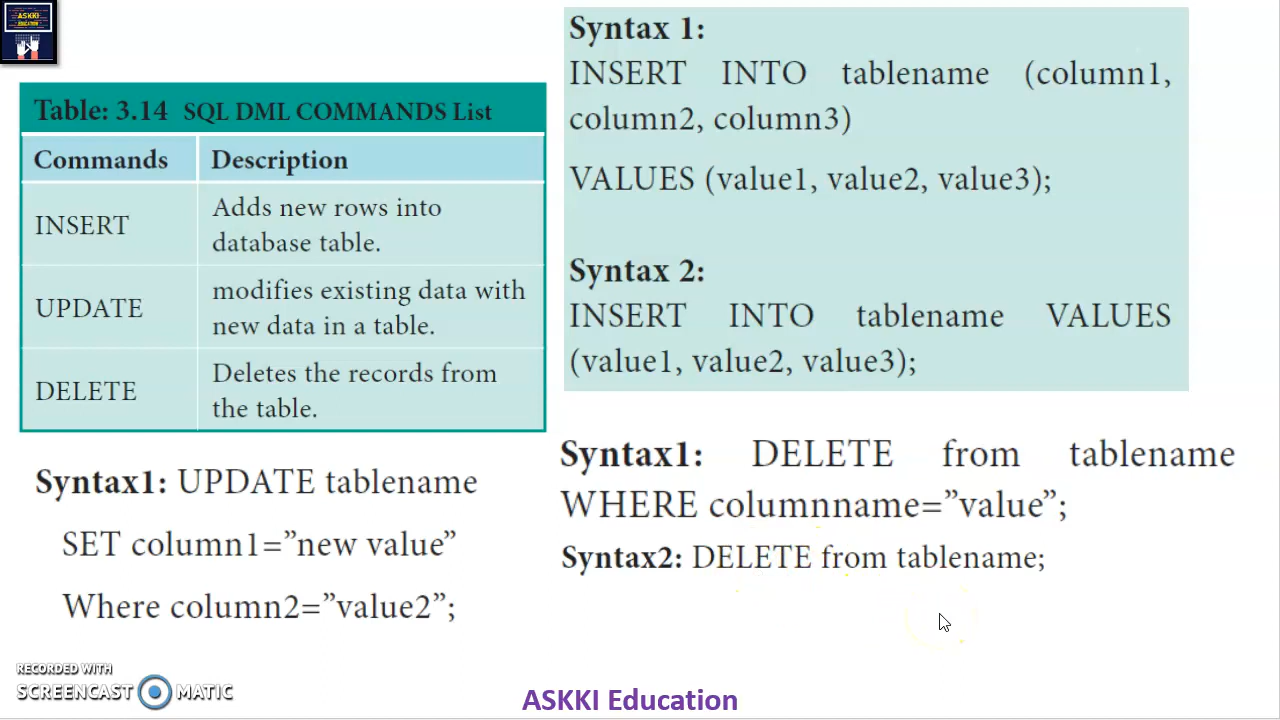 ASKKI
EDUCATION
Table: 3.14 SQL DML COMMANDS List
Commands Description
INSERT Adds new rows into
database table.
UPDATE modifies existing data with
new data in a table.
DELETE Deletes the records from
the table.
Syntax1: UPDATE tablename
SET column1=”new value”
Where column2=”value2”;
Syntax 1:
INSERT INTO tablename (column1,
column2, column3)
VALUES (value1, value2, value3);
Syntax 2:
INSERT INTO tablename VALUES
(value1, value2, value3);
Syntax1: DELETE from tablename
WHERE columnname=”value”;
Syntax2: DELETE from tablename;
RECORDED WITH
SCREENCAST MATIC
ASKKI Education